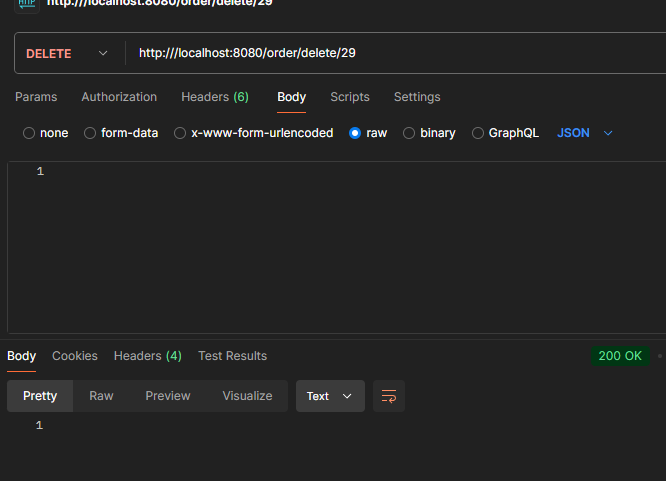 HTTP http:///localhost:8080/order/delete/29
DELETE http:///localhost:8080/order/delete/29
Params Authorization Headers (6) Body Scripts Settings
none form-data x-www-form-urlencoded raw binary GraphQL JSON
1
Body Cookies Headers (4) Test Results 200 OK
Pretty Raw Preview Visualize Text
1